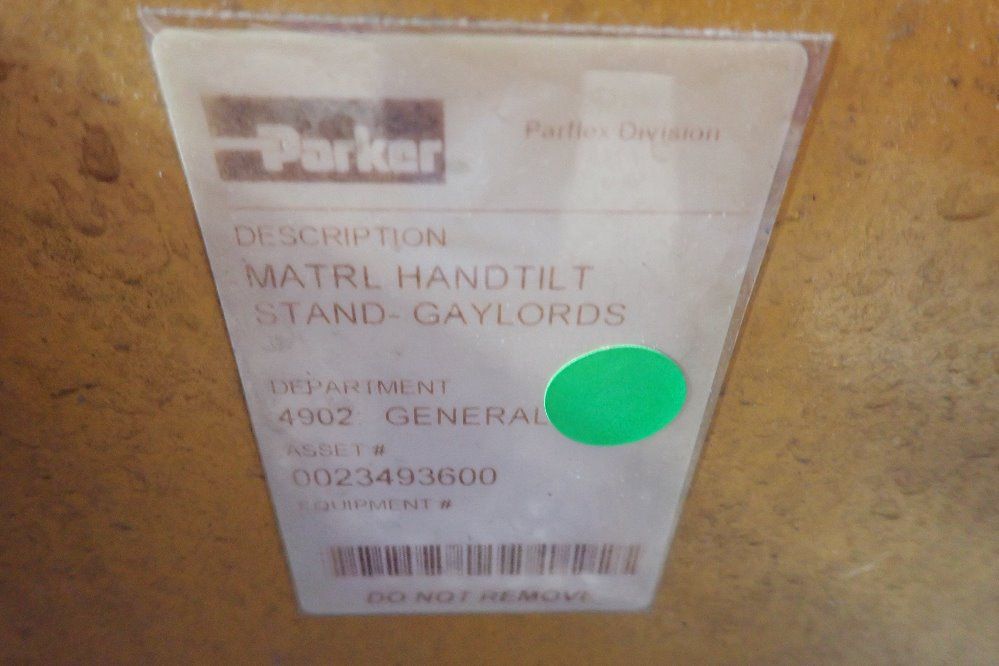 Parker
Parflex Division
DESCRIPTION
MATRL HANDTILT
STAND- GAYLORDS
DEPARTMENT
4902 GENERAL
ASSET #
0023493600
EQUIPMENT #
DO NOT REMOVE